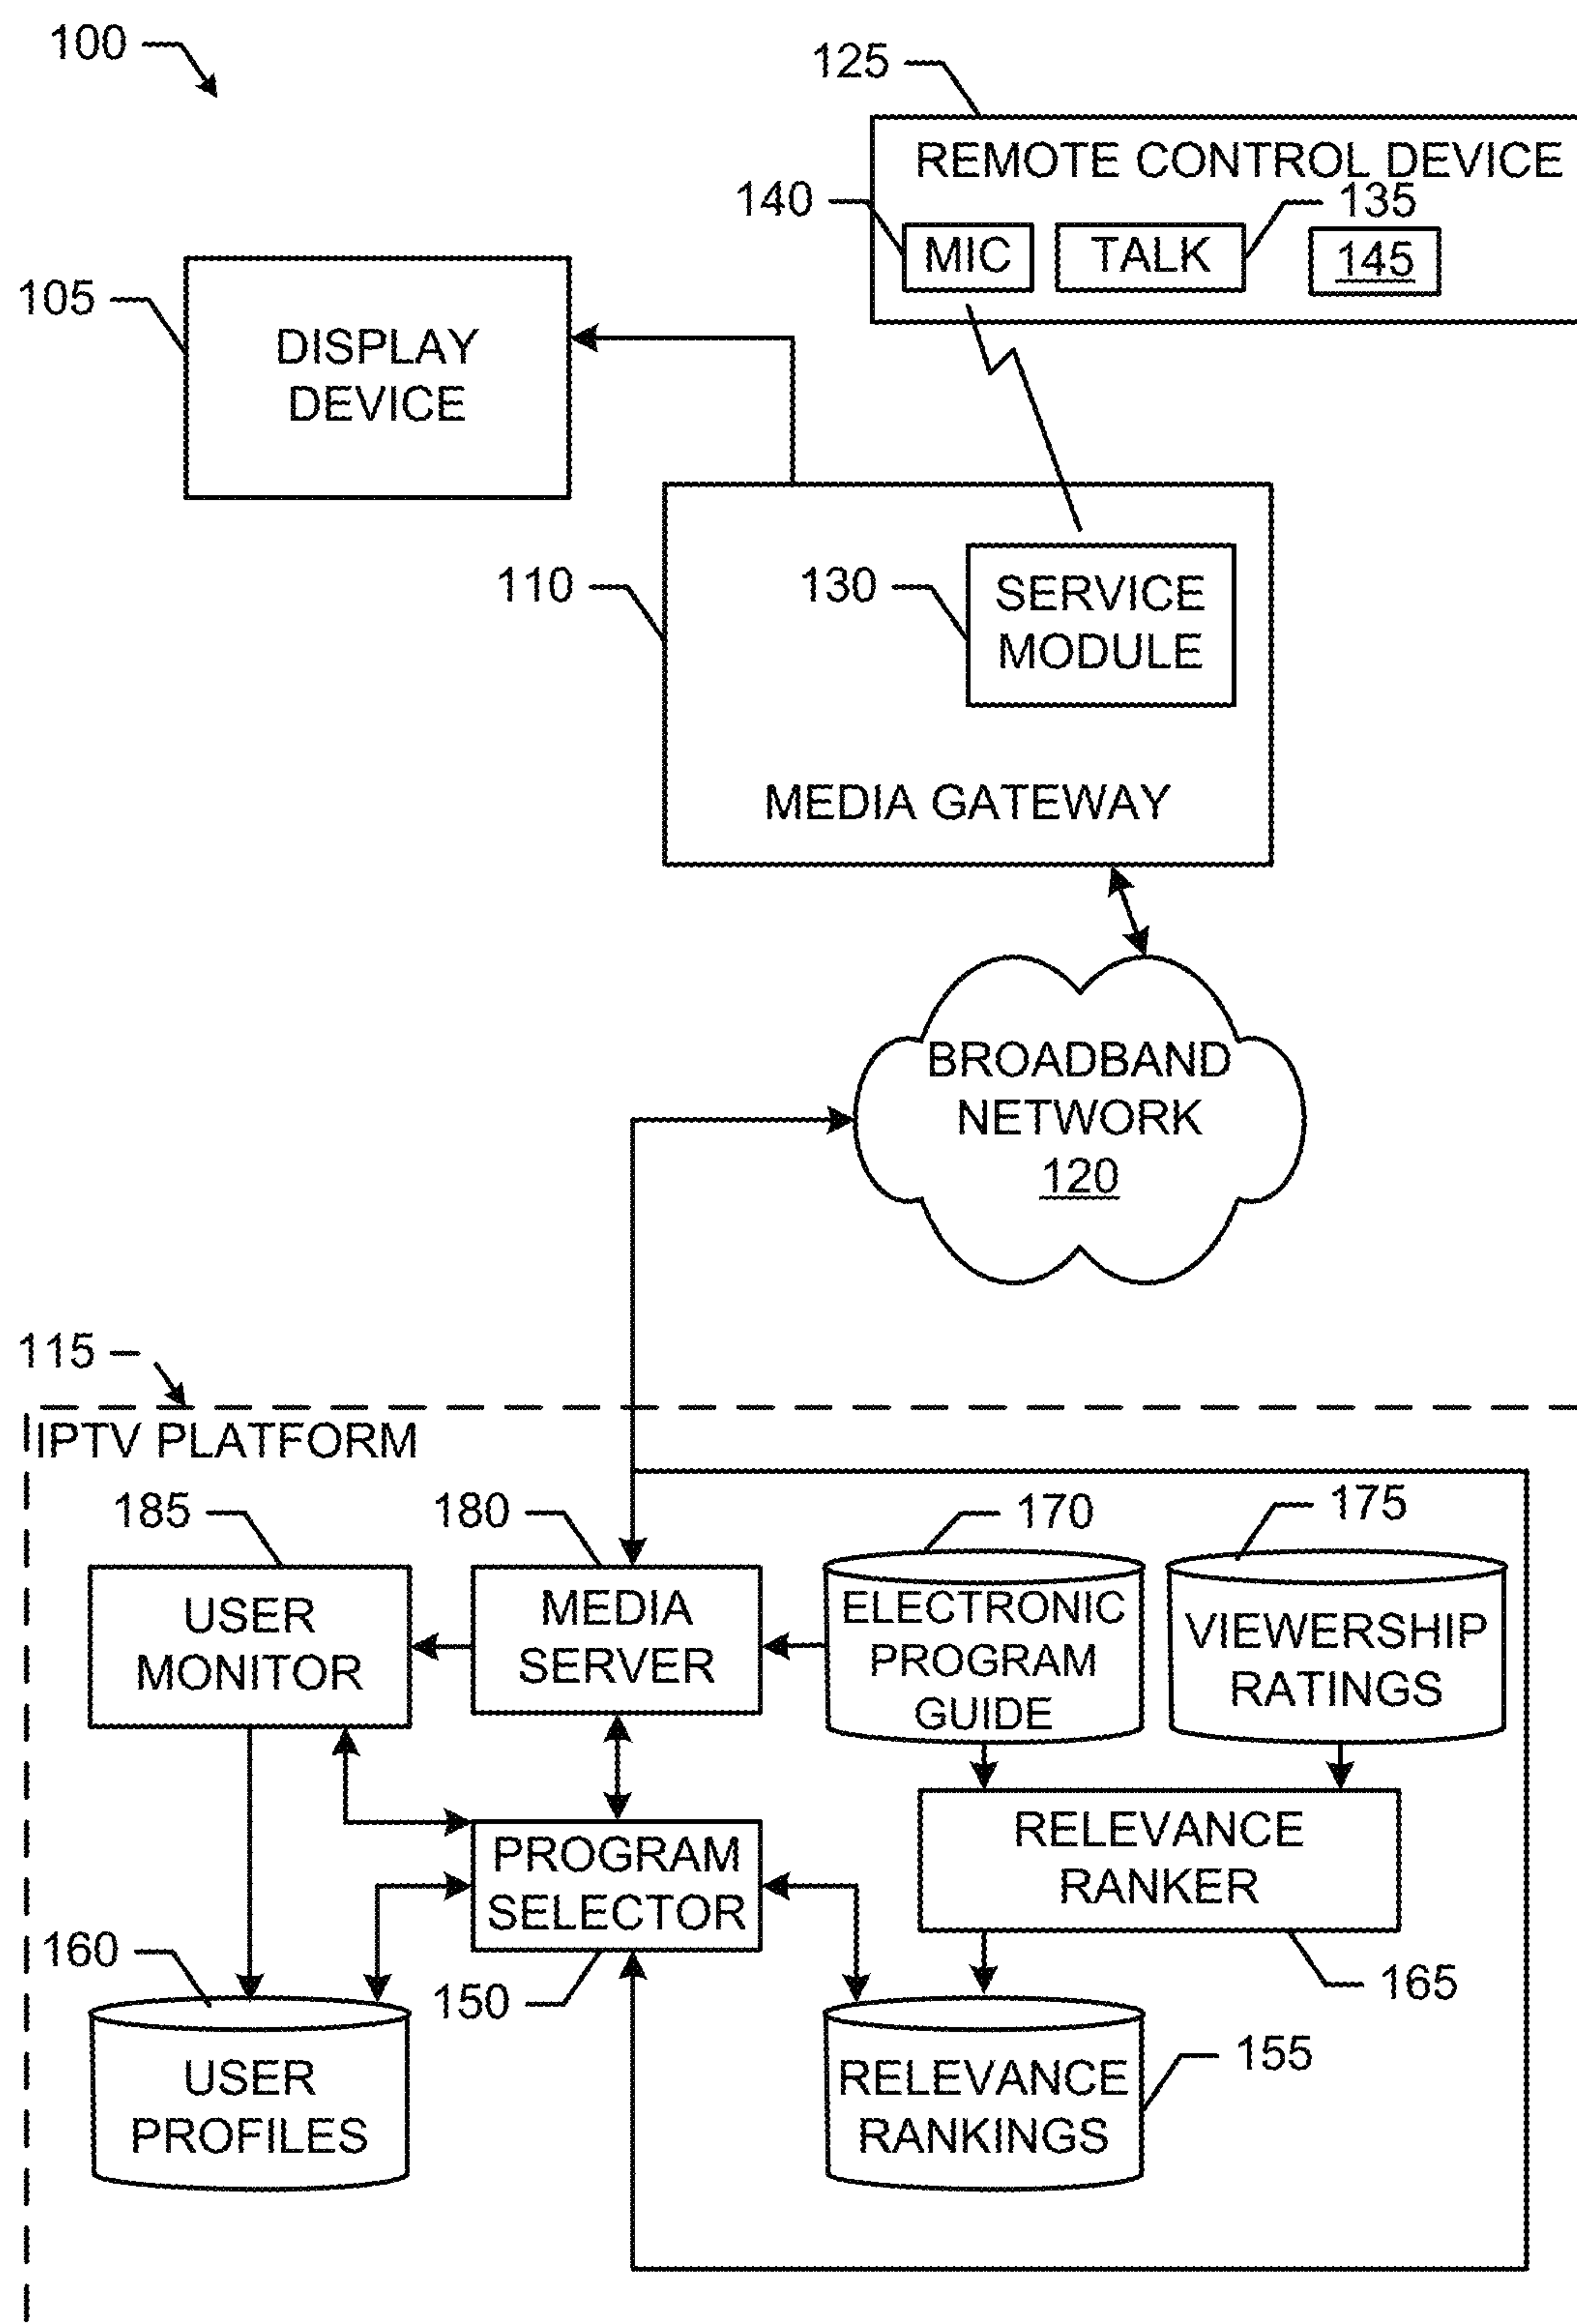 100
125
REMOTE CONTROL DEVICE
140
135
MIC
TALK
145
105
DISPLAY
DEVICE
110
130
SERVICE
MODULE
MEDIA GATEWAY
BROADBAND
NETWORK
120
115
IPTV PLATFORM
185
180
170
175
USER
MONITOR
MEDIA
SERVER
ELECTRONIC
PROGRAM
GUIDE
VIEWERSHIP
RATINGS
PROGRAM
SELECTOR
RELEVANCE
RANKER
160
150
165
USER
PROFILES
RELEVANCE
RANKINGS
155